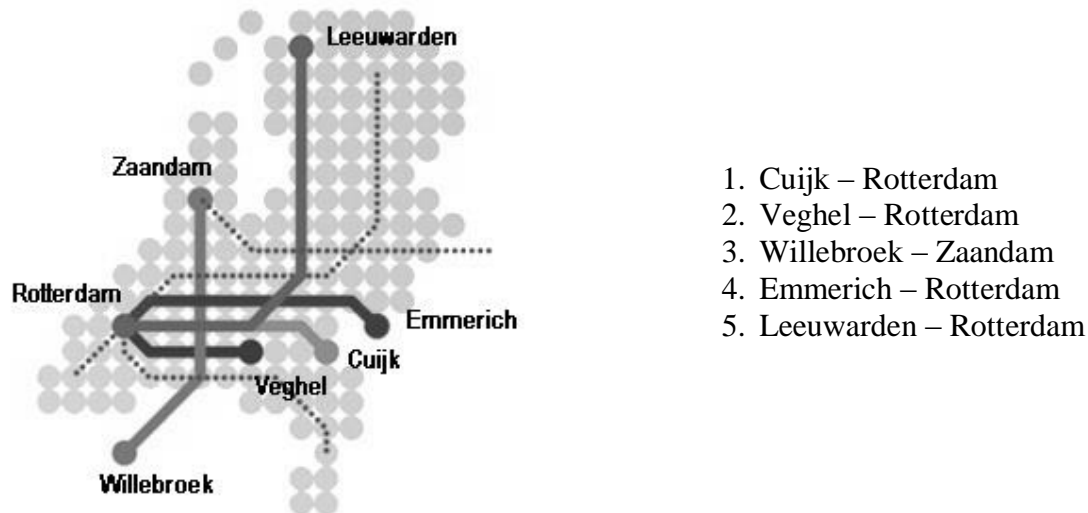 Leeuwarden
Zaandam
Rotterdam
Emmerich
Cuijk
Veghel
Willebroek
1. Cuijk – Rotterdam
2. Veghel – Rotterdam
3. Willebroek – Zaandam
4. Emmerich – Rotterdam
5. Leeuwarden – Rotterdam